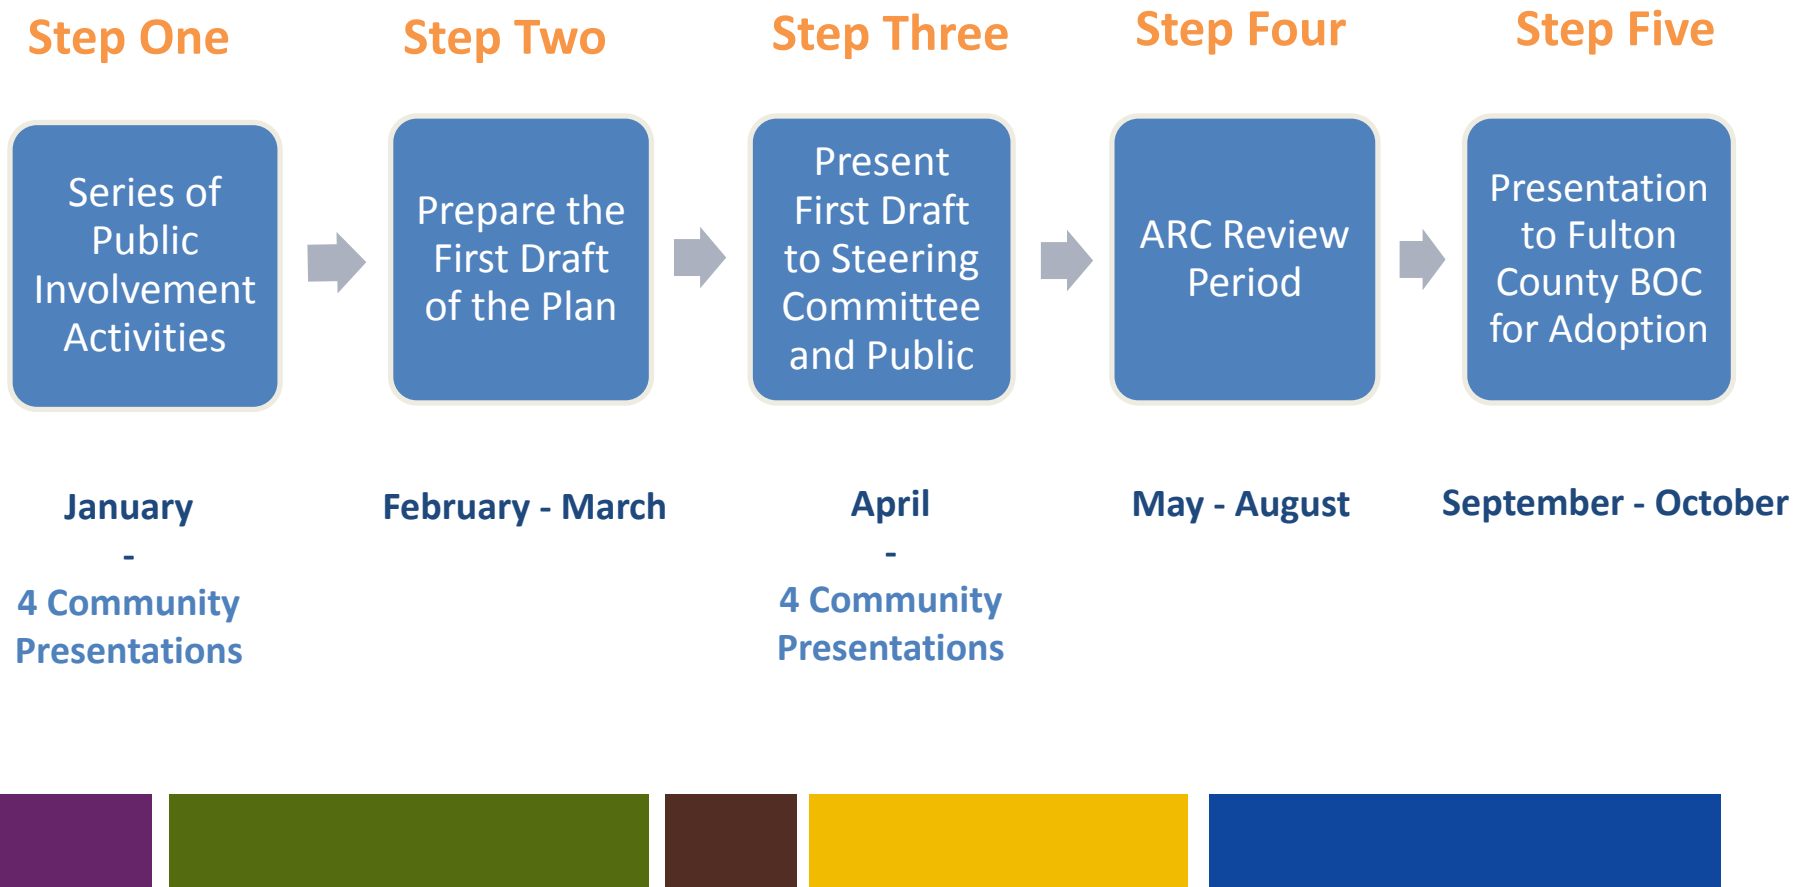 Step One
Step Two
Step Three
Step Four
Step Five
Series of
Public
Involvement
Activities
Prepare the
First Draft
of the Plan
Present
First Draft
to Steering
Committee
and Public
ARC Review
Period
Presentation
to Fulton
County BOC
for Adoption
January
-
4 Community
Presentations
February - March
April
-
4 Community
Presentations
May - August
September - October